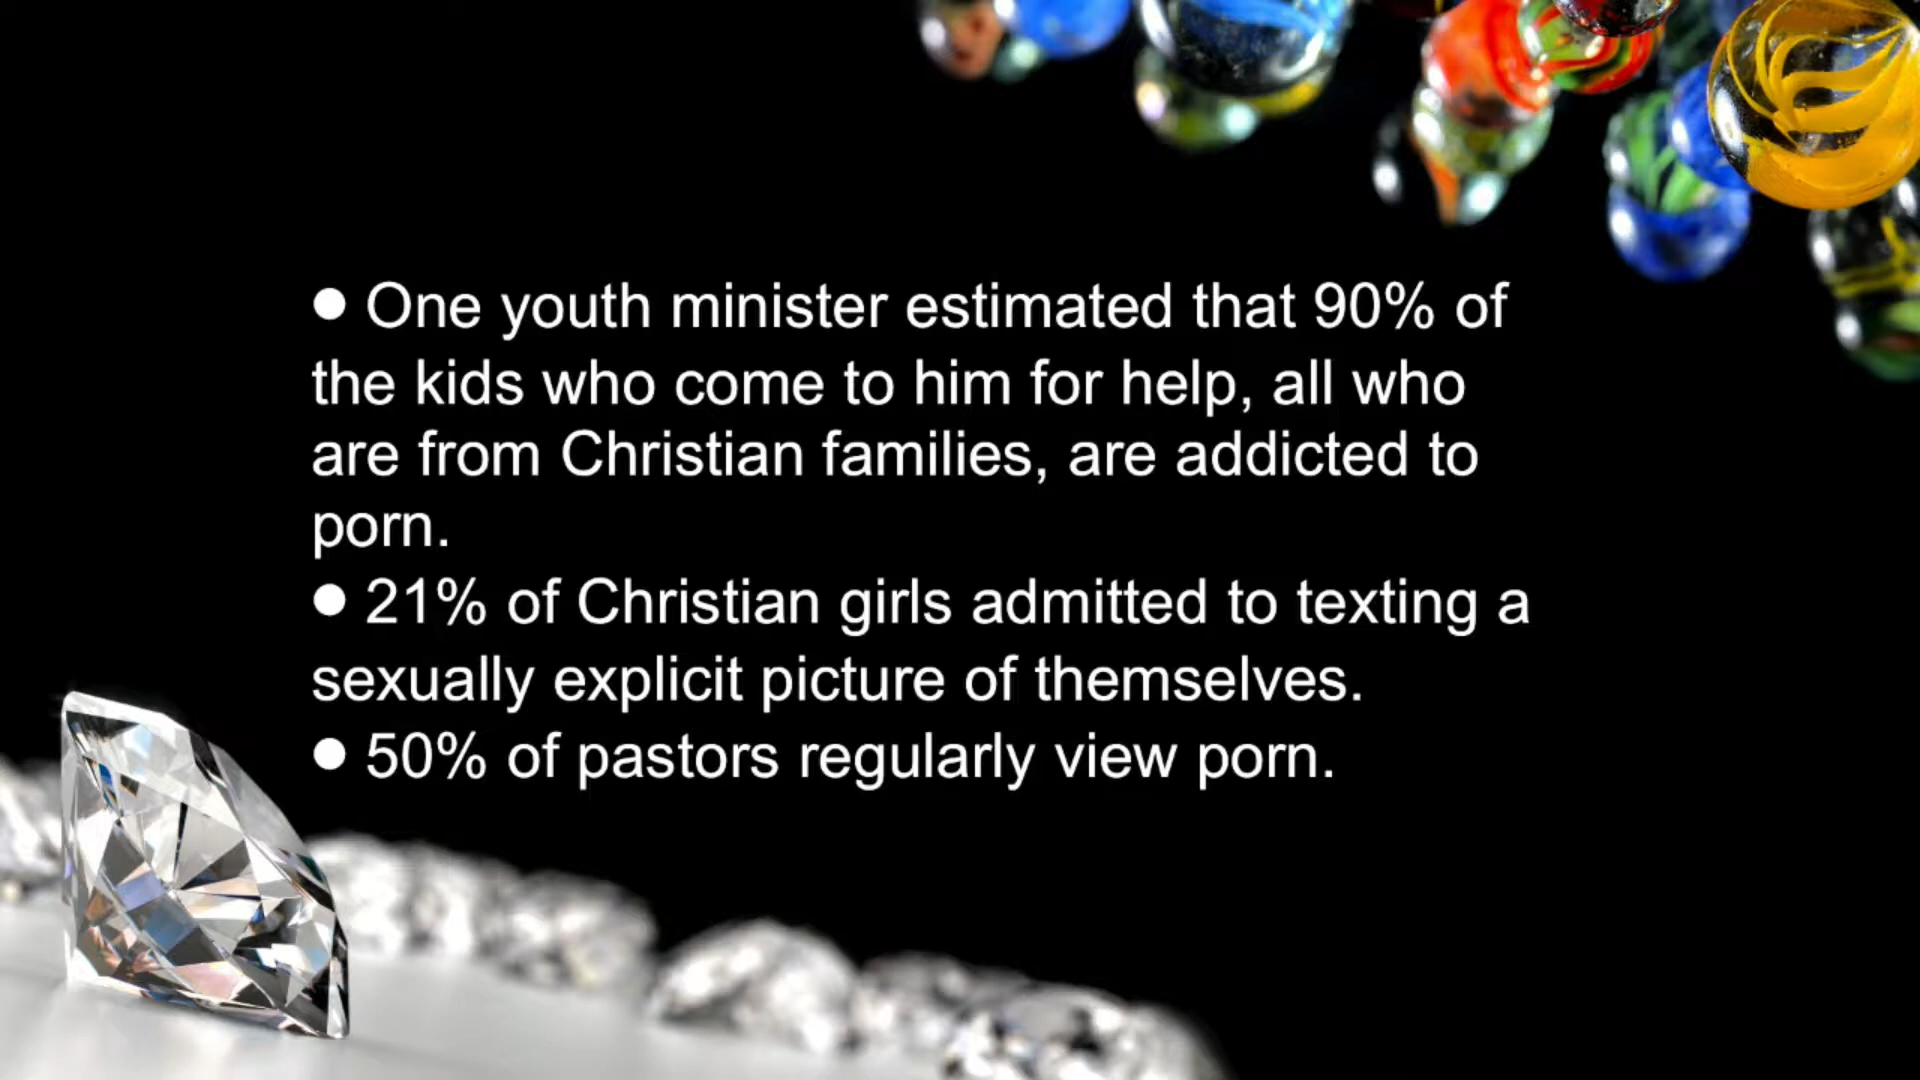 ● One youth minister estimated that 90% of
the kids who come to him for help, all who
are from Christian families, are addicted to
porn.
● 21% of Christian girls admitted to texting a
sexually explicit picture of themselves.
● 50% of pastors regularly view porn.